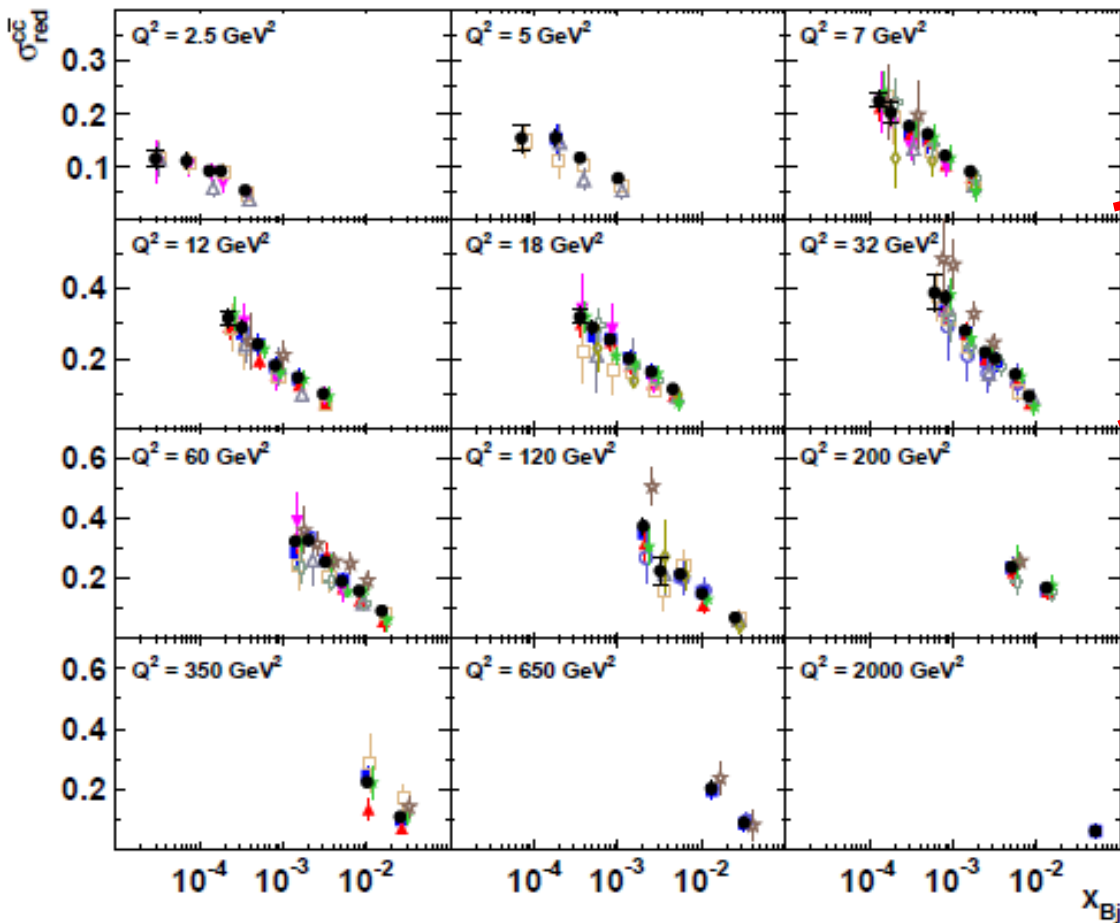 σ_red^cc̄
Q² = 2.5 GeV² Q² = 5 GeV² Q² = 7 GeV²
0.3
0.2
0.1
Q² = 12 GeV² Q² = 18 GeV² Q² = 32 GeV²
0.4
0.2
Q² = 60 GeV² Q² = 120 GeV² Q² = 200 GeV²
0.6
0.4
0.2
Q² = 350 GeV² Q² = 650 GeV² Q² = 2000 GeV²
0.6
0.4
0.2
10⁻⁴ 10⁻³ 10⁻² 10⁻⁴ 10⁻³ 10⁻² 10⁻⁴ 10⁻³ 10⁻²
x_Bj